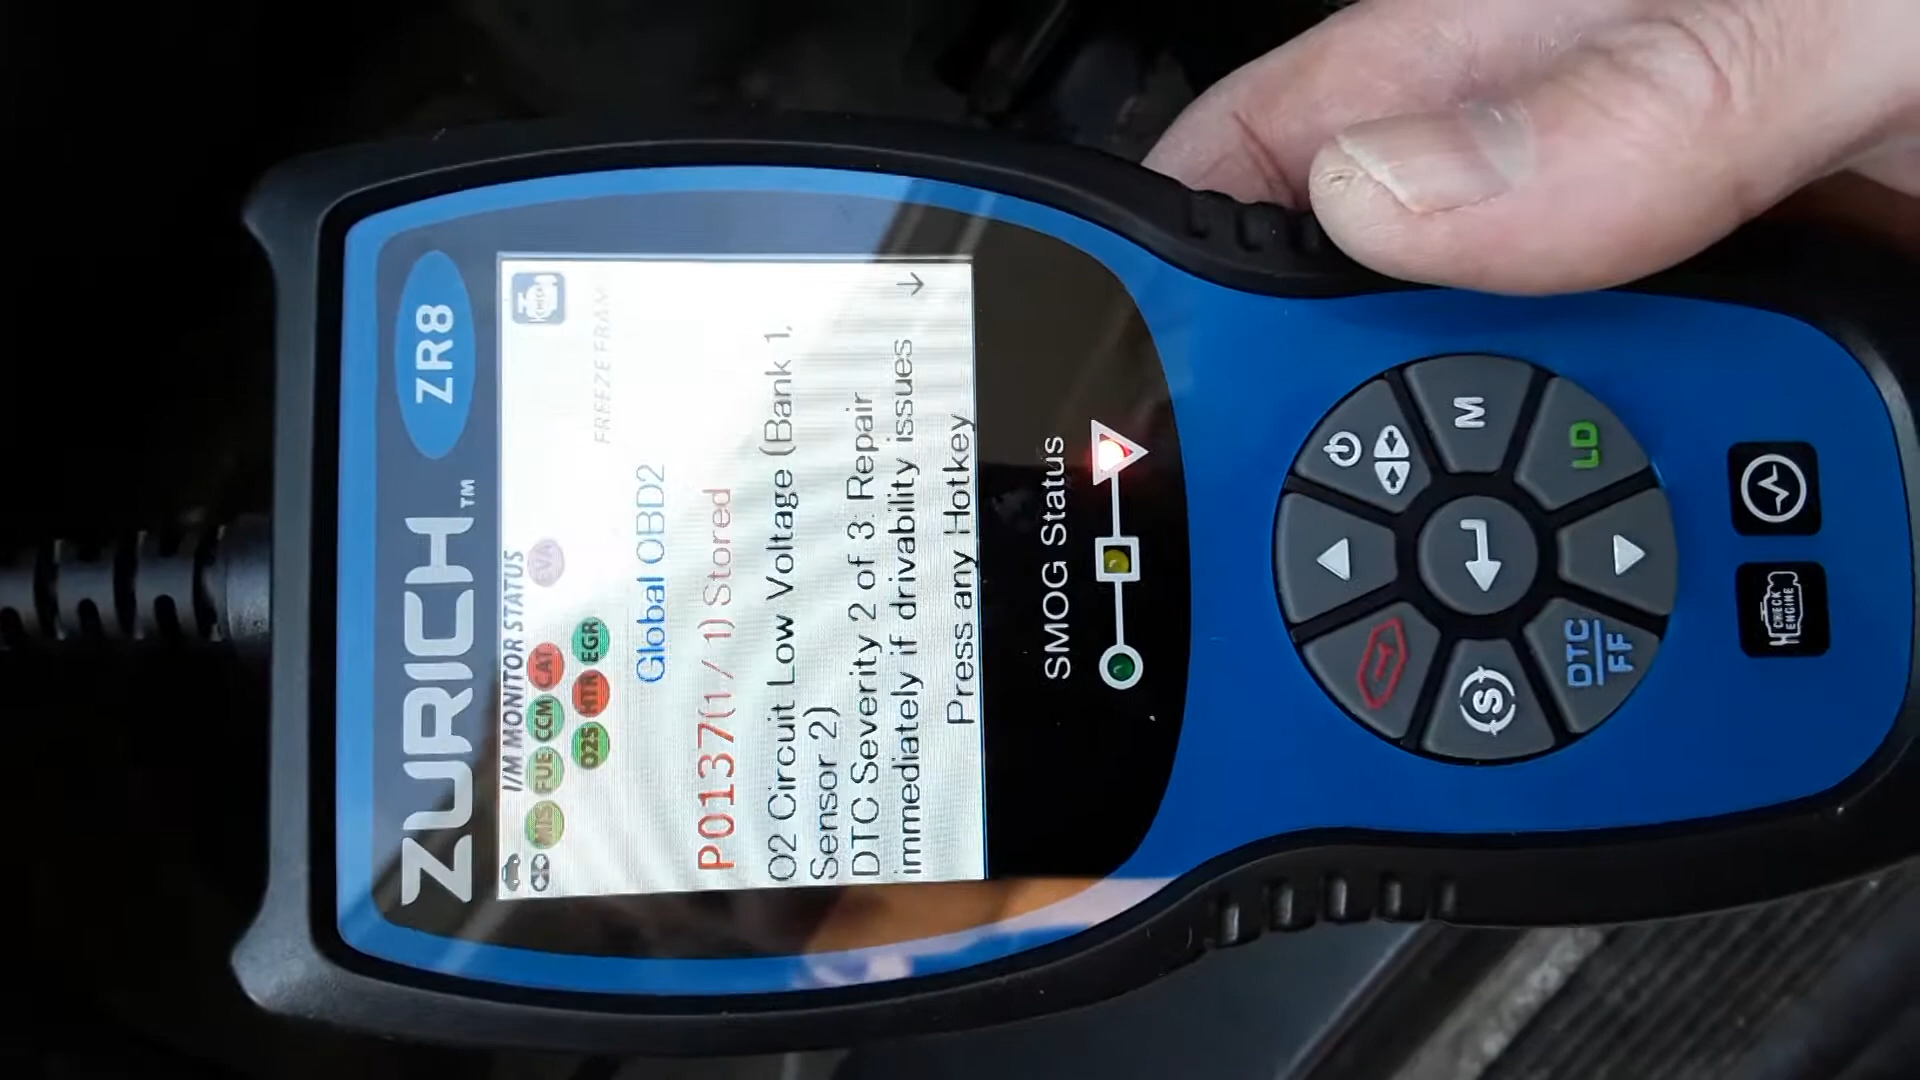 ZURICH™ ZR8
I/M MONITOR STATUS
MIS FUE CCM CAT EVA
O2S HTR EGR
FREEZE FRAM
Global OBD2
P0137(1 / 1) Stored
O2 Circuit Low Voltage (Bank 1,
Sensor 2)
DTC Severity 2 of 3: Repair
immediately if drivability issues
Press any Hotkey
SMOG Status
M
LD
S
DTC
FF
CHECK
ENGINE